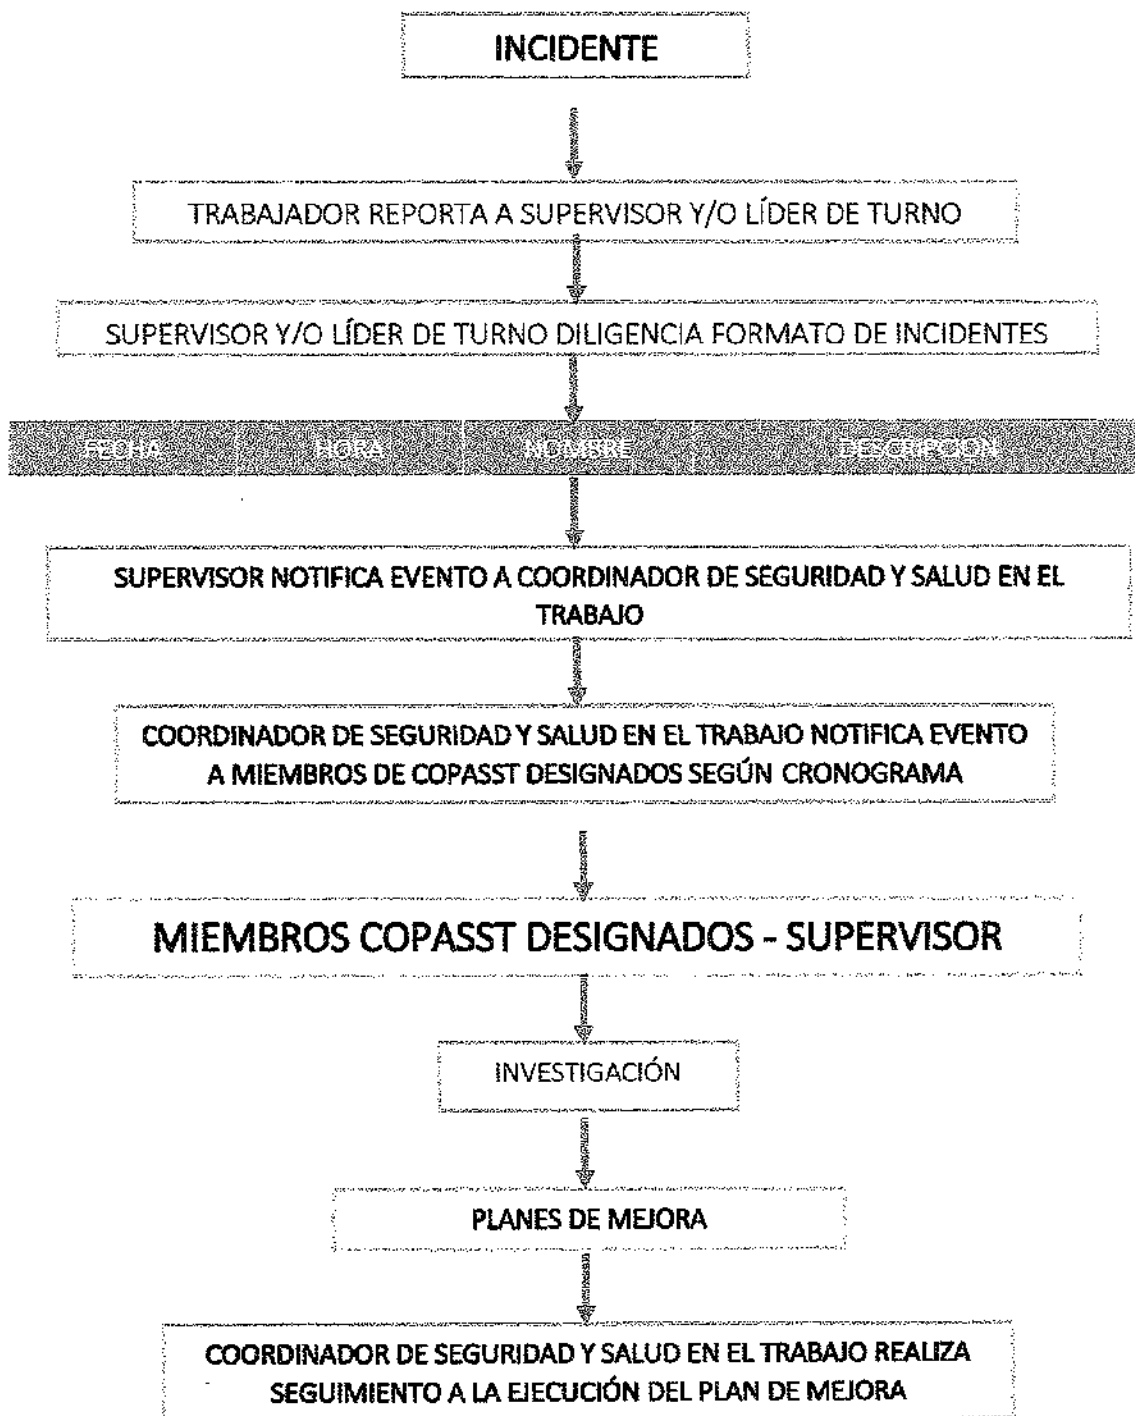 INCIDENTE
TRABAJADOR REPORTA A SUPERVISOR Y/O LÍDER DE TURNO
SUPERVISOR Y/O LÍDER DE TURNO DILIGENCIA FORMATO DE INCIDENTES
FECHA HORA NOMBRE DESCRIPCION
SUPERVISOR NOTIFICA EVENTO A COORDINADOR DE SEGURIDAD Y SALUD EN EL
TRABAJO
COORDINADOR DE SEGURIDAD Y SALUD EN EL TRABAJO NOTIFICA EVENTO
A MIEMBROS DE COPASST DESIGNADOS SEGÚN CRONOGRAMA
MIEMBROS COPASST DESIGNADOS - SUPERVISOR
INVESTIGACIÓN
PLANES DE MEJORA
COORDINADOR DE SEGURIDAD Y SALUD EN EL TRABAJO REALIZA
SEGUIMIENTO A LA EJECUCIÓN DEL PLAN DE MEJORA